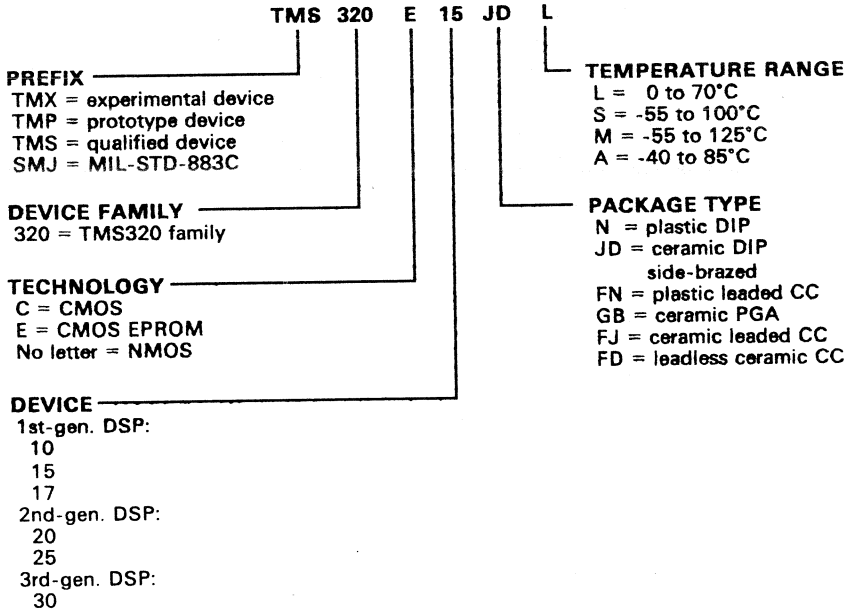 TMS 320 E 15 JD L
PREFIX
TMX = experimental device
TMP = prototype device
TMS = qualified device
SMJ = MIL-STD-883C
DEVICE FAMILY
320 = TMS320 family
TECHNOLOGY
C = CMOS
E = CMOS EPROM
No letter = NMOS
DEVICE
1st-gen. DSP:
10
15
17
2nd-gen. DSP:
20
25
3rd-gen. DSP:
30
TEMPERATURE RANGE
L = 0 to 70°C
S = -55 to 100°C
M = -55 to 125°C
A = -40 to 85°C
PACKAGE TYPE
N = plastic DIP
JD = ceramic DIP
side-brazed
FN = plastic leaded CC
GB = ceramic PGA
FJ = ceramic leaded CC
FD = leadless ceramic CC